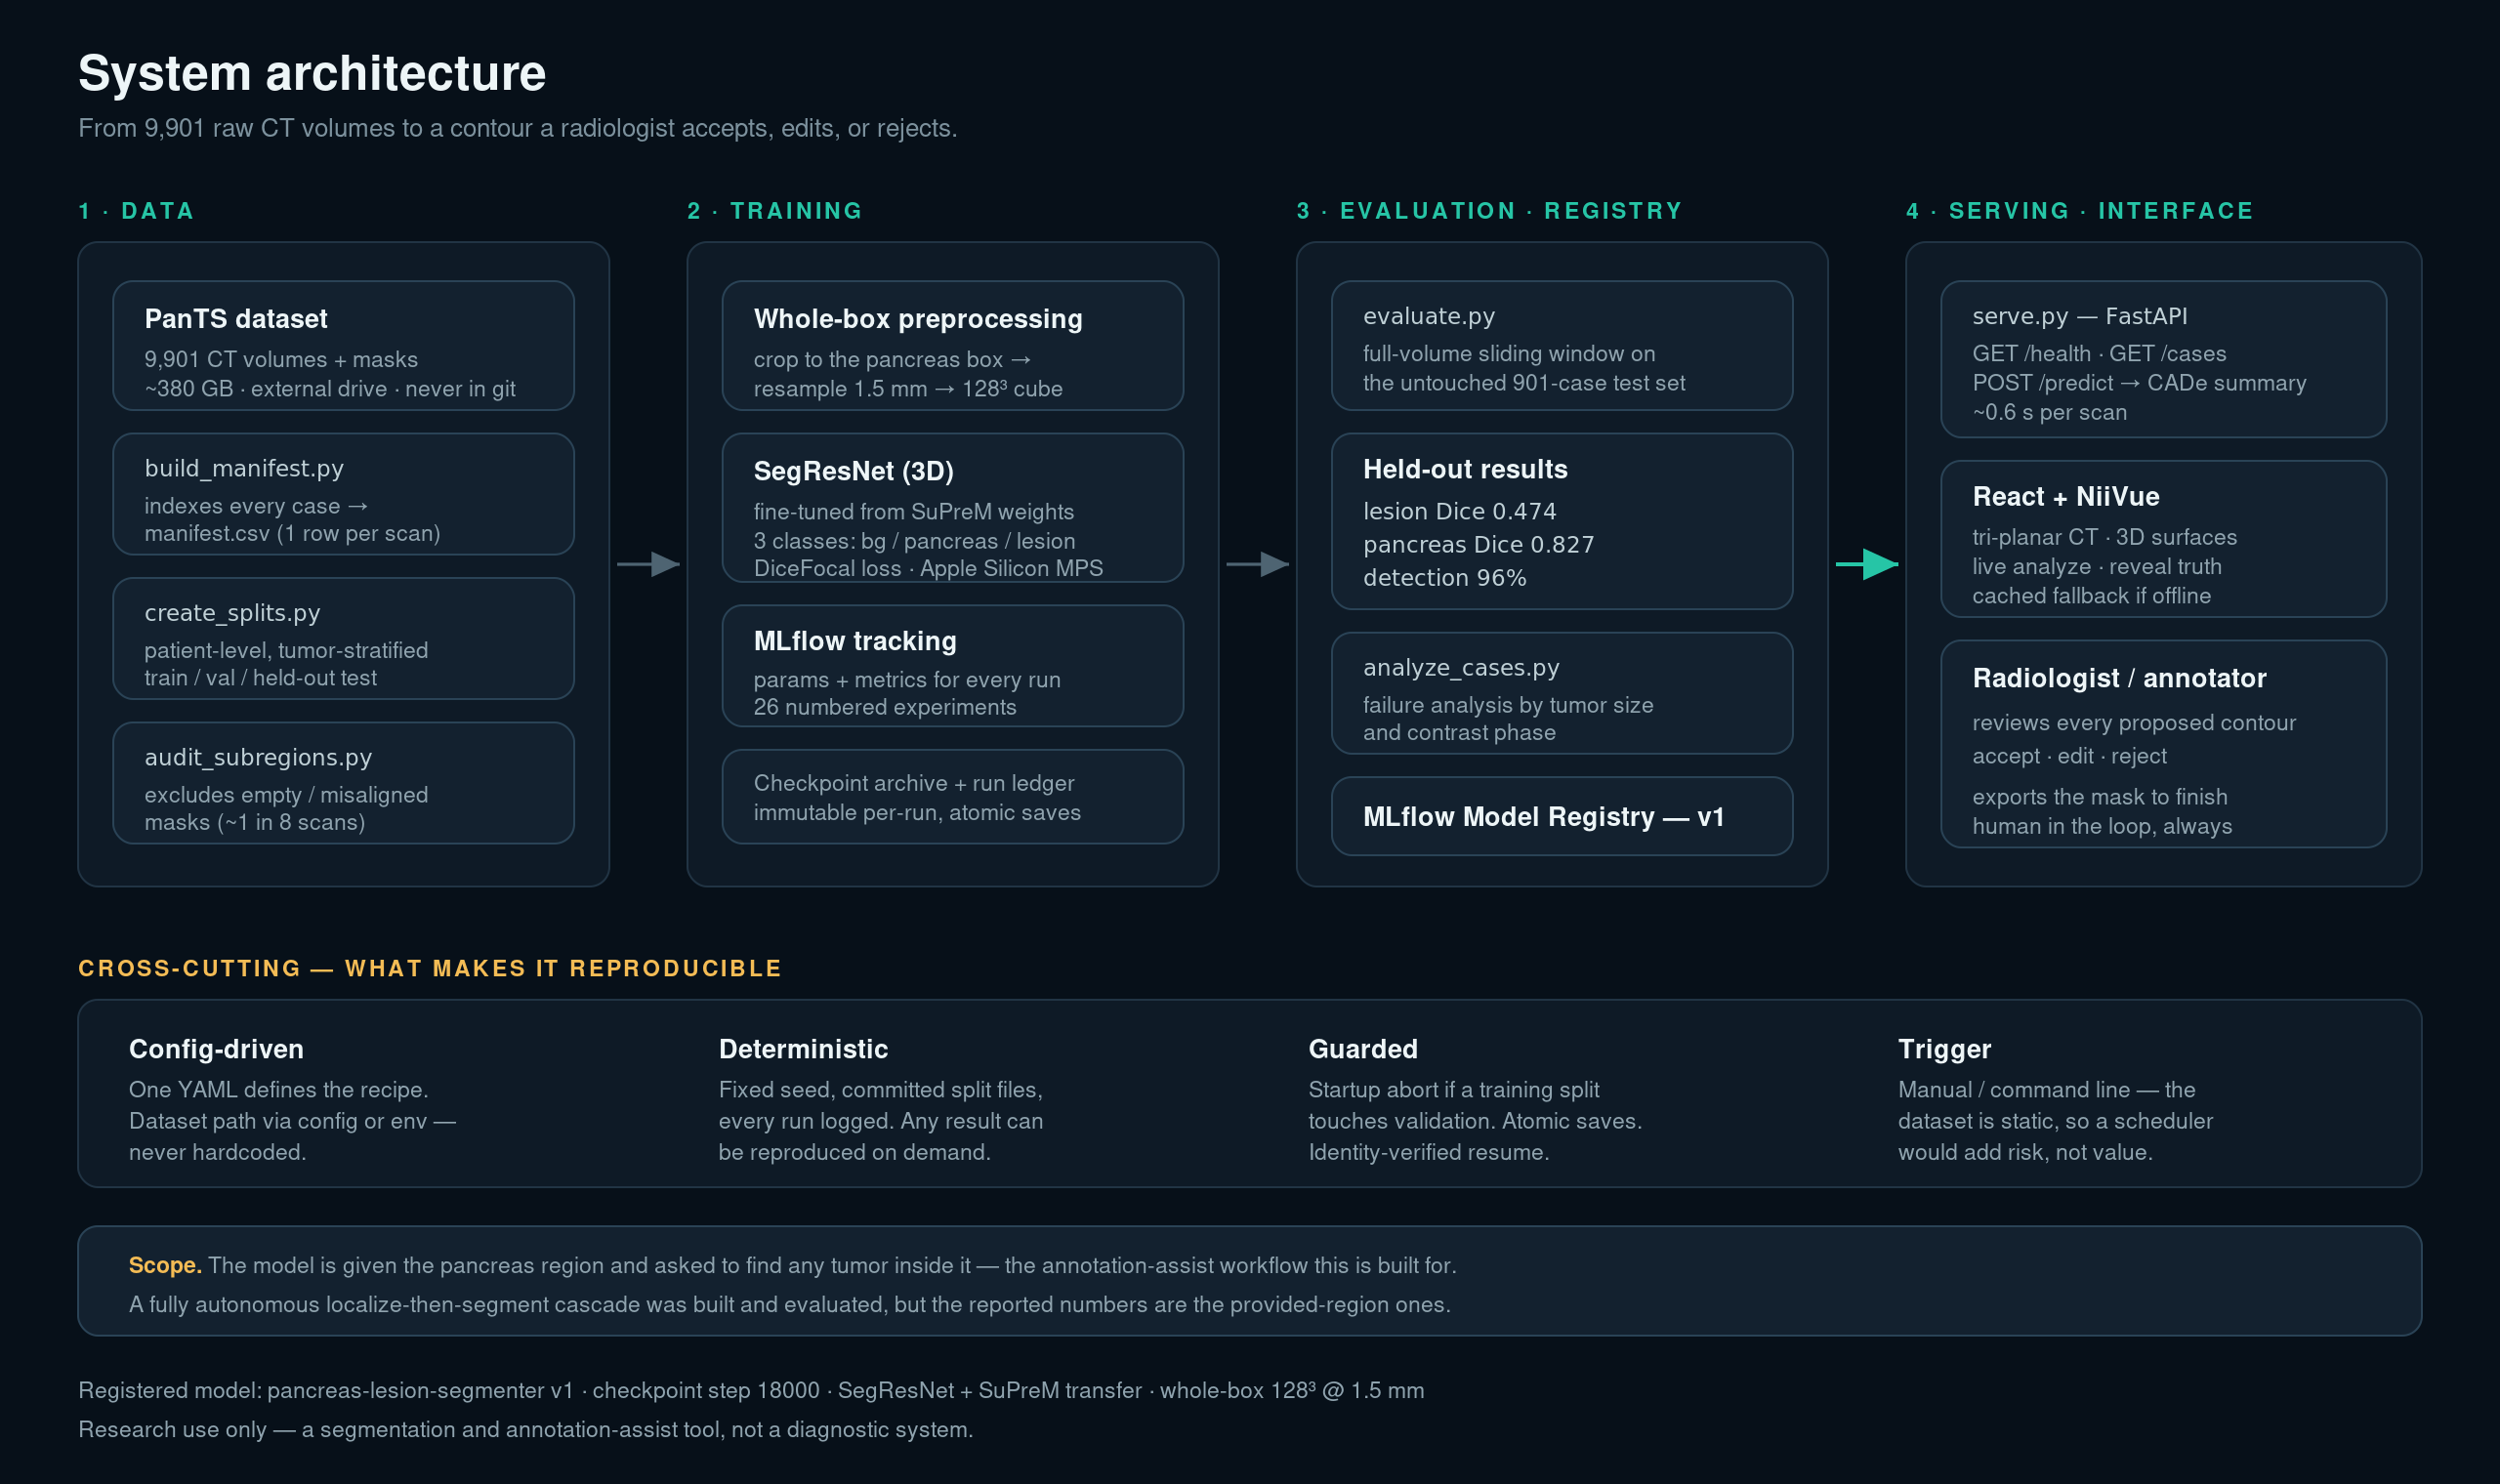 System architecture
From 9,901 raw CT volumes to a contour a radiologist accepts, edits, or rejects.
1 · DATA
PanTS dataset
9,901 CT volumes + masks
~380 GB · external drive · never in git
build_manifest.py
indexes every case →
manifest.csv (1 row per scan)
create_splits.py
patient-level, tumor-stratified
train / val / held-out test
audit_subregions.py
excludes empty / misaligned
masks (~1 in 8 scans)
2 · TRAINING
Whole-box preprocessing
crop to the pancreas box →
resample 1.5 mm → 128³ cube
SegResNet (3D)
fine-tuned from SuPreM weights
3 classes: bg / pancreas / lesion
DiceFocal loss · Apple Silicon MPS
MLflow tracking
params + metrics for every run
26 numbered experiments
Checkpoint archive + run ledger
immutable per-run, atomic saves
3 · EVALUATION · REGISTRY
evaluate.py
full-volume sliding window on
the untouched 901-case test set
Held-out results
lesion Dice 0.474
pancreas Dice 0.827
detection 96%
analyze_cases.py
failure analysis by tumor size
and contrast phase
MLflow Model Registry — v1
4 · SERVING · INTERFACE
serve.py — FastAPI
GET /health · GET /cases
POST /predict → CADe summary
~0.6 s per scan
React + NiiVue
tri-planar CT · 3D surfaces
live analyze · reveal truth
cached fallback if offline
Radiologist / annotator
reviews every proposed contour
accept · edit · reject
exports the mask to finish
human in the loop, always
CROSS-CUTTING — WHAT MAKES IT REPRODUCIBLE
Config-driven
One YAML defines the recipe.
Dataset path via config or env —
never hardcoded.
Deterministic
Fixed seed, committed split files,
every run logged. Any result can
be reproduced on demand.
Guarded
Startup abort if a training split
touches validation. Atomic saves.
Identity-verified resume.
Trigger
Manual / command line — the
dataset is static, so a scheduler
would add risk, not value.
Scope. The model is given the pancreas region and asked to find any tumor inside it — the annotation-assist workflow this is built for.
A fully autonomous localize-then-segment cascade was built and evaluated, but the reported numbers are the provided-region ones.
Registered model: pancreas-lesion-segmenter v1 · checkpoint step 18000 · SegResNet + SuPreM transfer · whole-box 128³ @ 1.5 mm
Research use only — a segmentation and annotation-assist tool, not a diagnostic system.